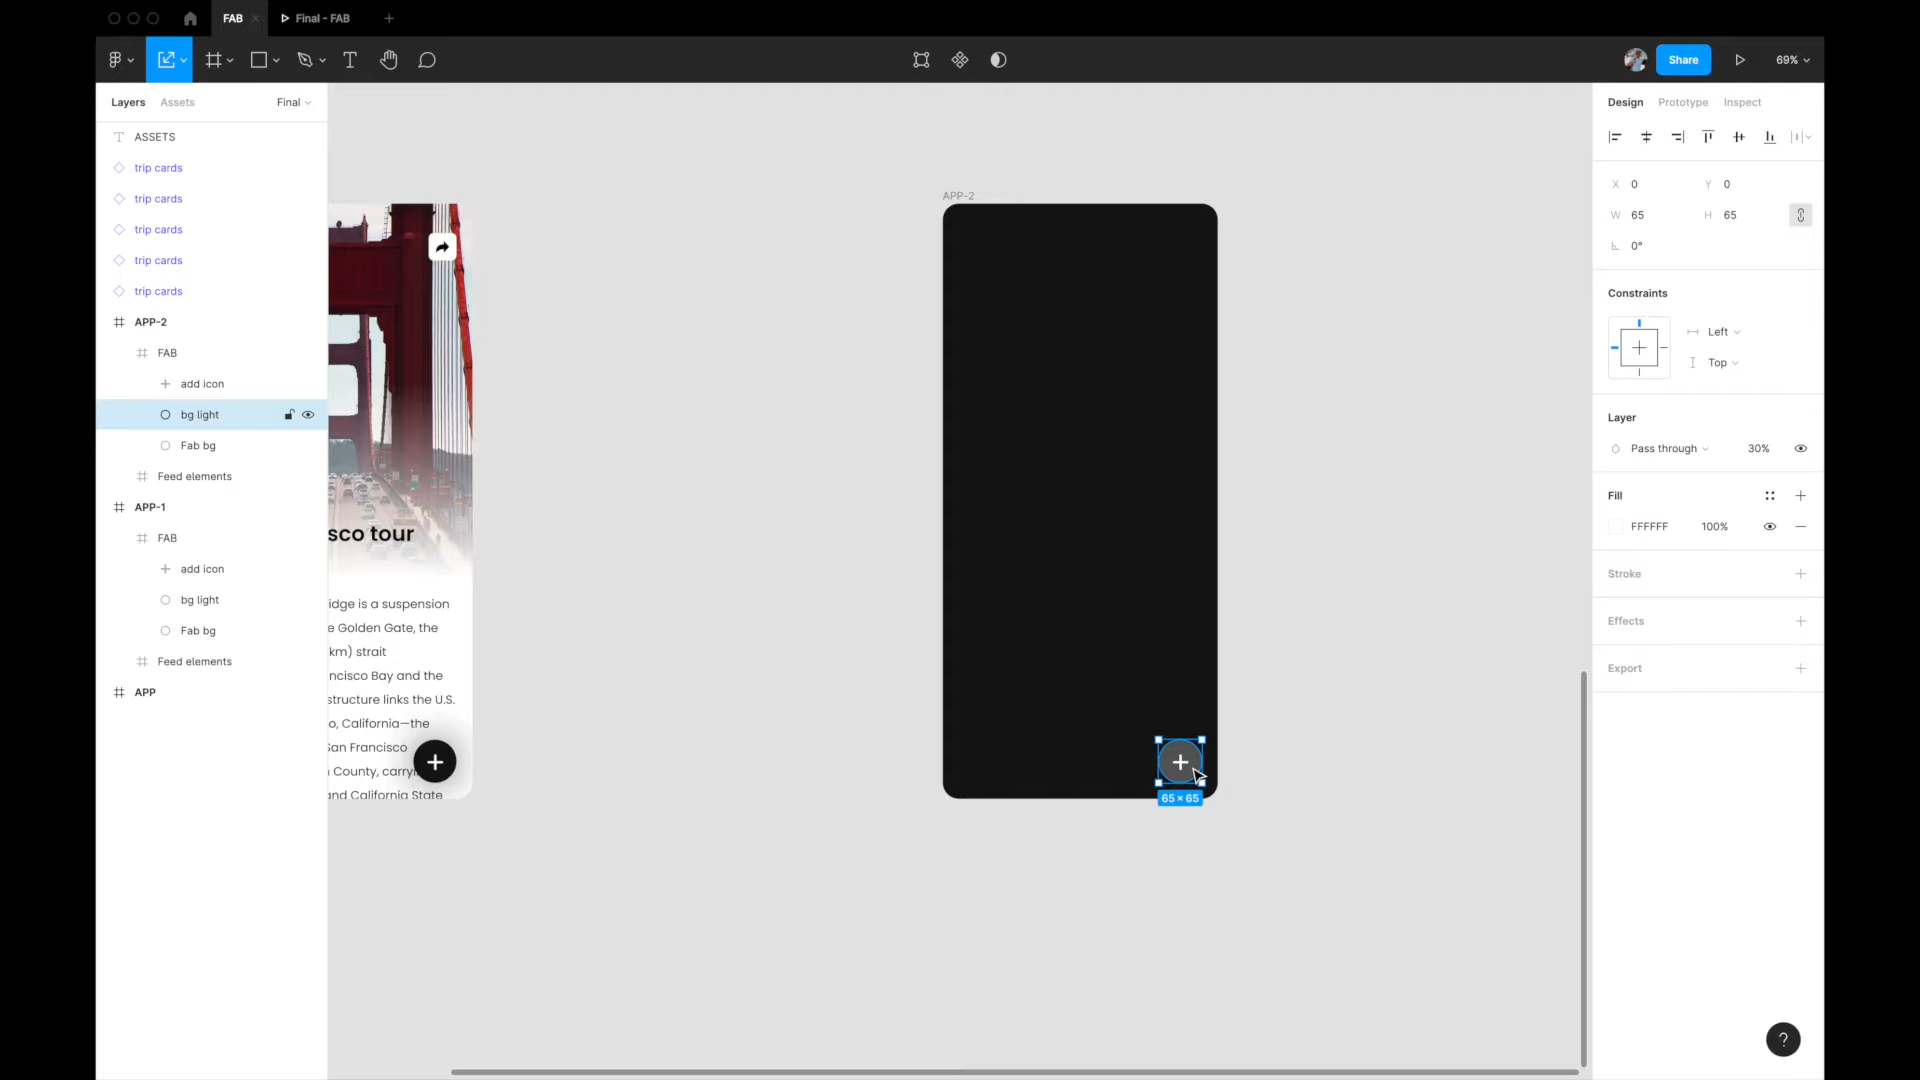 FAB
Final - FAB
Share
69%
Layers
Assets
Final
ASSETS
trip cards
trip cards
trip cards
trip cards
trip cards
APP-2
FAB
add icon
bg light
Fab bg
Feed elements
APP-1
FAB
add icon
bg light
Fab bg
Feed elements
APP
sco tour
idge is a suspension
e Golden Gate, the
km) strait
ncisco Bay and the
structure links the U.S.
o, California—the
San Francisco
n County, carryi
and California State
APP-2
65 × 65
Design
Prototype
Inspect
X 0
Y 0
W 65
H 65
0°
Constraints
Left
Top
Layer
Pass through
30%
Fill
FFFFFF
100%
Stroke
Effects
Export
?